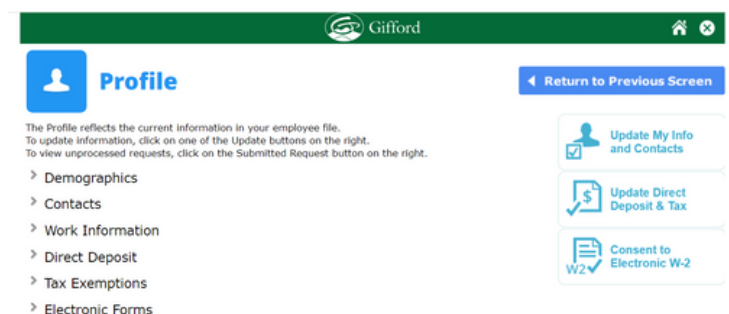 Gifford
Profile
Return to Previous Screen
The Profile reflects the current information in your employee file.
To update information, click on one of the Update buttons on the right.
To view unprocessed requests, click on the Submitted Request button on the right.
Demographics
Contacts
Work Information
Direct Deposit
Tax Exemptions
Electronic Forms
Update My Info
and Contacts
$
Update Direct
Deposit & Tax
W2
Consent to
Electronic W-2